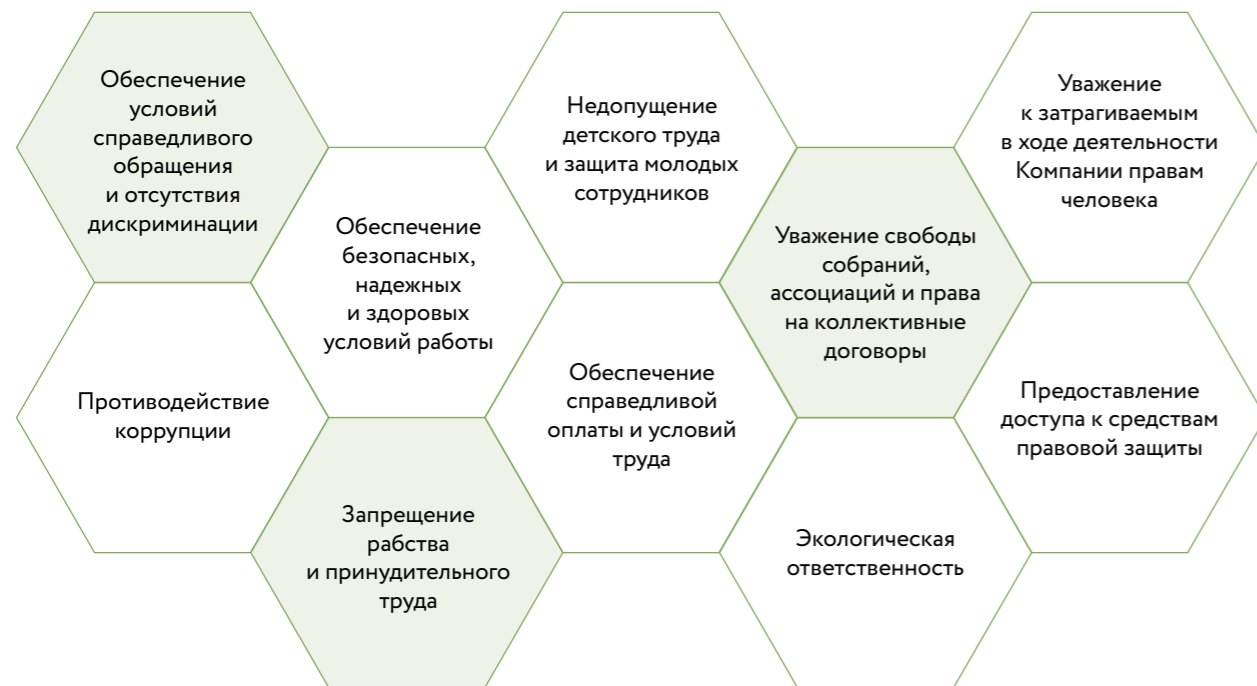 Обеспечение
условий
справедливого
обращения
и отсутствия
дискриминации
Противодействие
коррупции
Обеспечение
безопасных,
надежных
и здоровых
условий работы
Запрещение
рабства
и принудительного
труда
Недопущение
детского труда
и защита молодых
сотрудников
Обеспечение
справедливой
оплаты и условий
труда
Уважение свободы
собраний,
ассоциаций и права
на коллективные
договоры
Экологическая
ответственность
Уважение
к затрагиваемым
в ходе деятельности
Компании правам
человека
Предоставление
доступа к средствам
правовой защиты